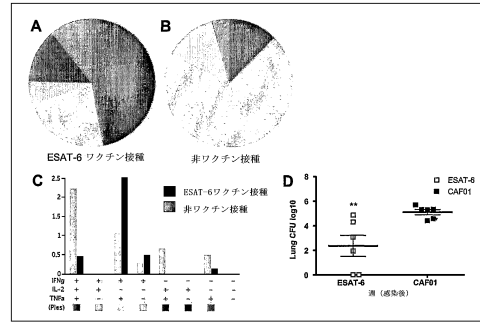 A
B
ESAT-6 ワクチン接種
非ワクチン接種
C
ESAT-6ワクチン接種
非ワクチン接種
2.5
2
1.5
1
0.5
0
IFNg + + + + - - - -
IL-2 + + - - + + - -
TNFa + - + - + - + -
(Pies)
D
ESAT-6
CAF01
Lung CFU log10
8
6
4
2
0
**
ESAT-6 CAF01
週 (感染後)